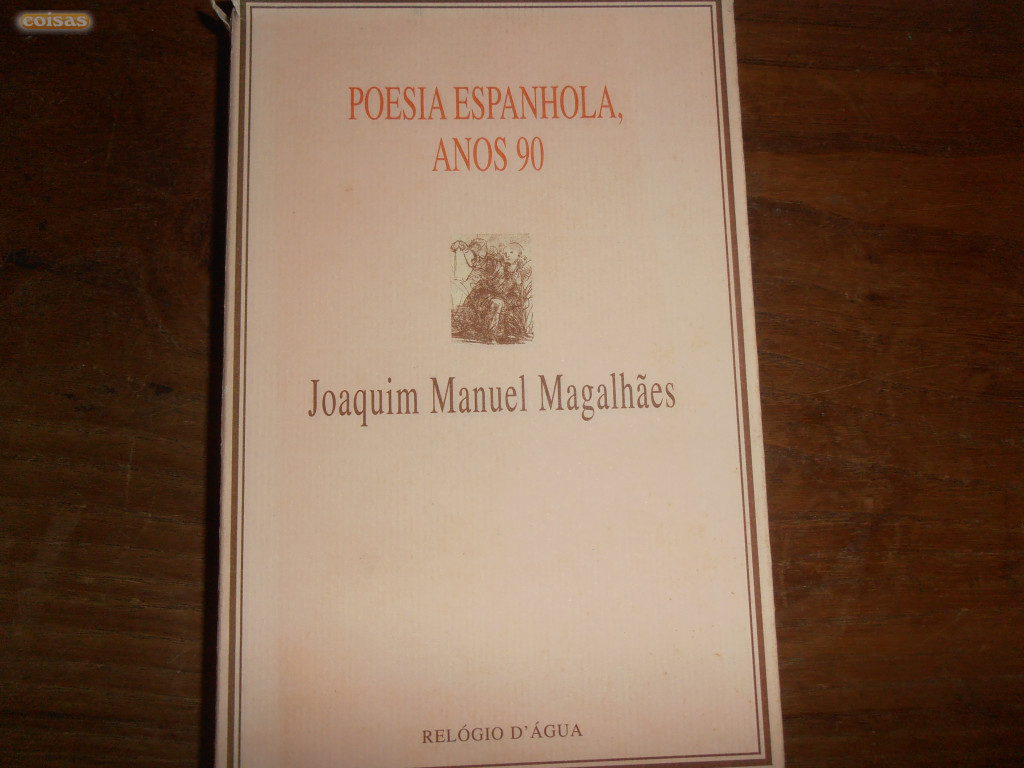 coisas
POESIA ESPANHOLA,
ANOS 90
Joaquim Manuel Magalhães
RELÓGIO D'ÁGUA